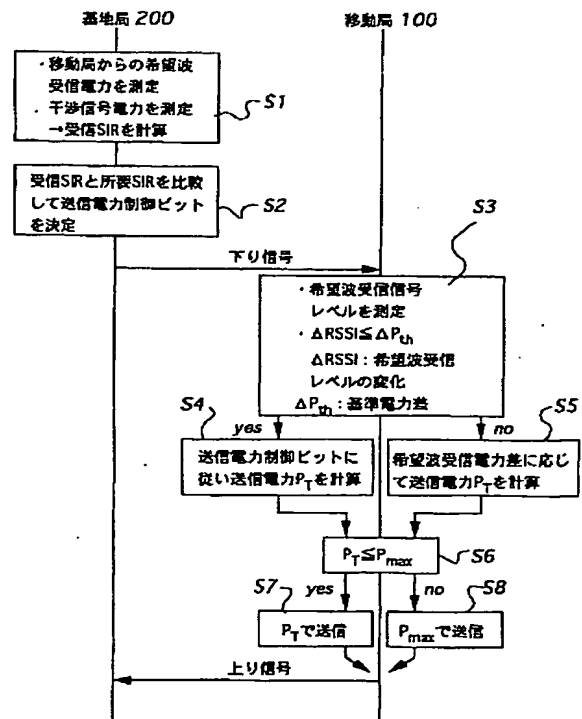 基地局 200
移動局 100
・移動局からの希望波
受信電力を測定
・干渉信号電力を測定
→受信SIRを計算
S1
受信SIRと所要SIRを比較
して送信電力制御ビット
を決定
S2
下り信号
S3
・希望波受信信号
レベルを測定
・ΔRSSI≦ΔPth
ΔRSSI:希望波受信
レベルの変化
ΔPth:基準電力差
S4
yes
no
S5
送信電力制御ビットに
従い送信電力PTを計算
希望波受信電力差に応じ
て送信電力PTを計算
PT≦Pmax
S6
S7
yes
no
S8
PTで送信
Pmaxで送信
上り信号